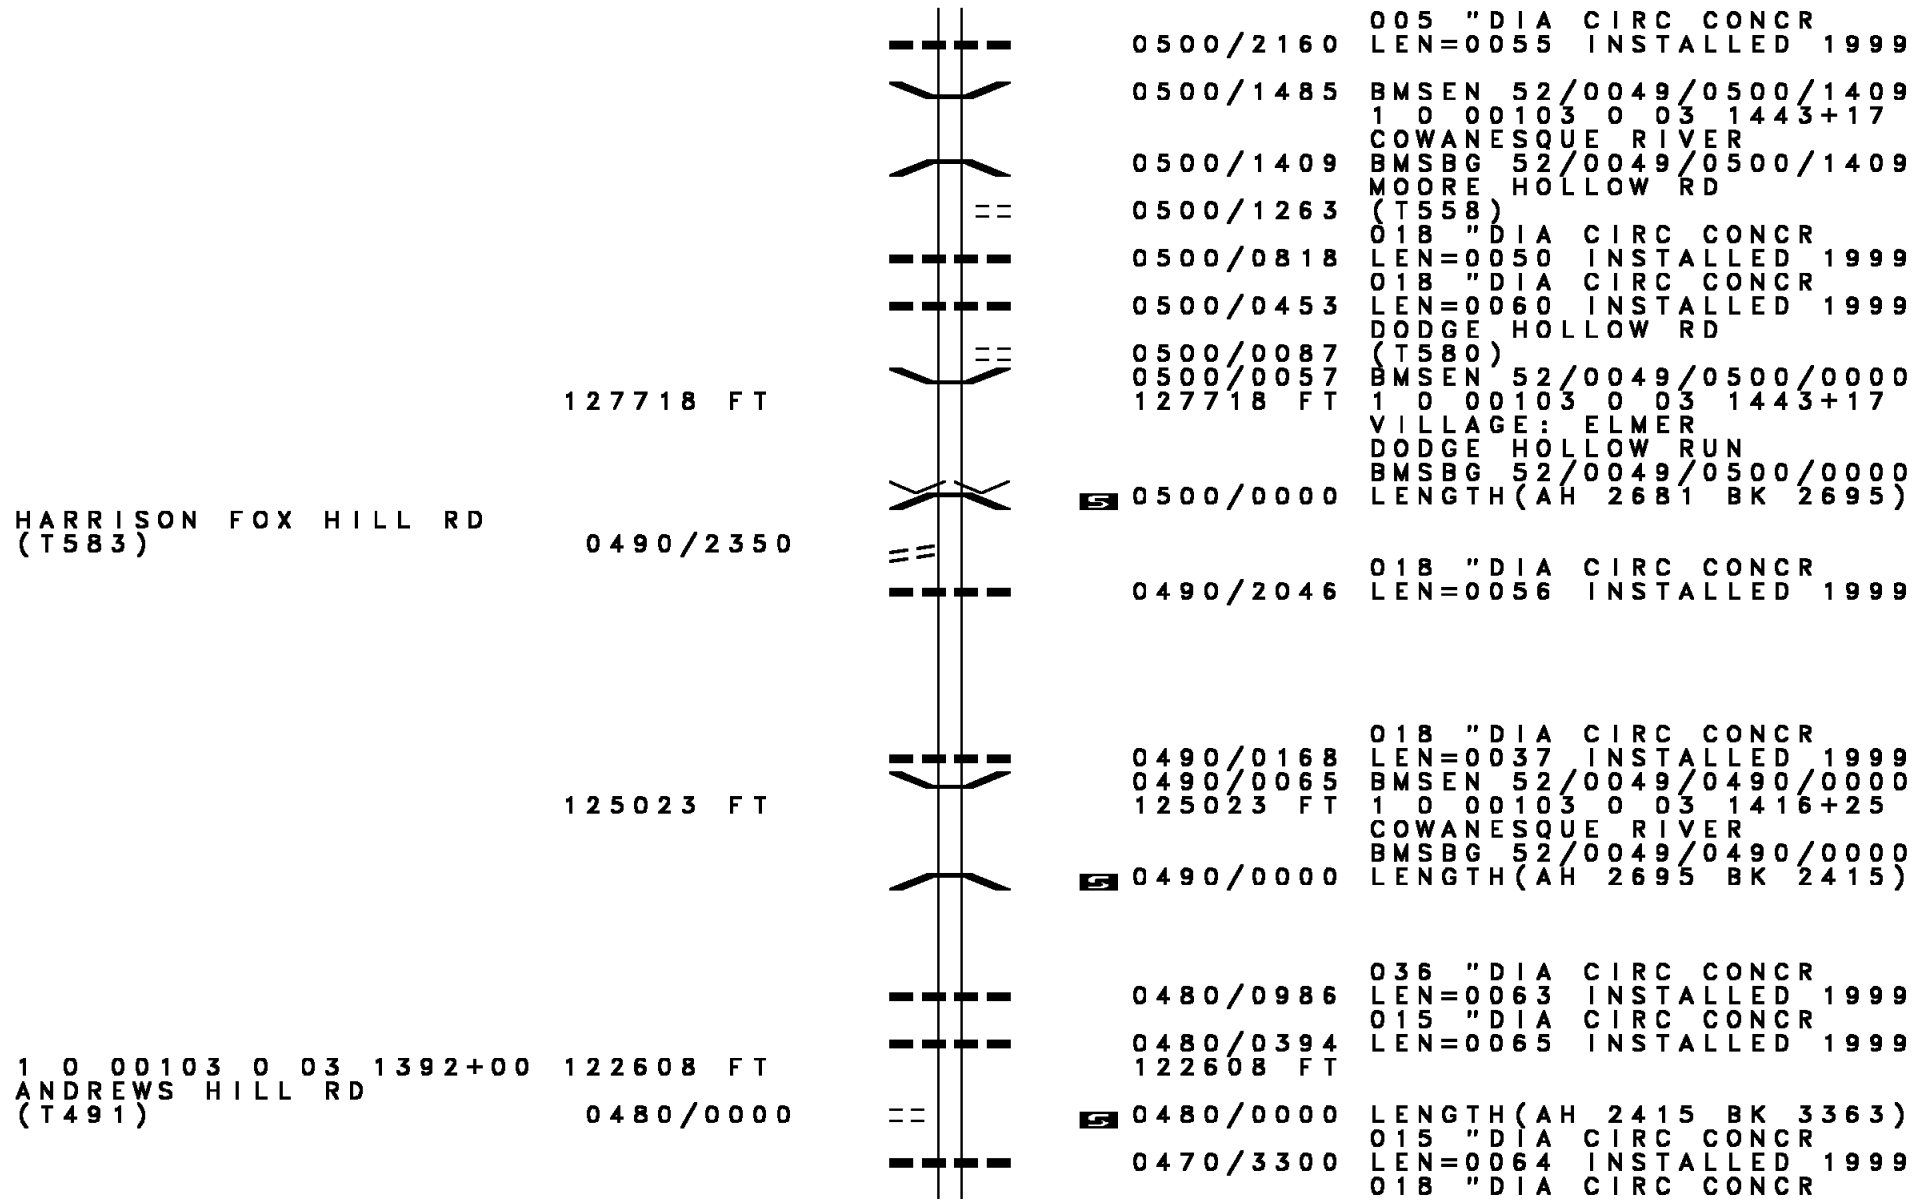 005 "DIA CIRC CONCR
0500/2160 LEN=0055 INSTALLED 1999
0500/1485 BMSEN 52/0049/0500/1409
1 0 00103 0 03 1443+17
COWANESQUE RIVER
0500/1409 BMSBG 52/0049/0500/1409
MOORE HOLLOW RD
0500/1263 (T558)
018 "DIA CIRC CONCR
0500/0818 LEN=0050 INSTALLED 1999
018 "DIA CIRC CONCR
0500/0453 LEN=0060 INSTALLED 1999
DODGE HOLLOW RD
0500/0087 (T580)
0500/0057 BMSEN 52/0049/0500/0000
127718 FT 127718 FT 1 0 00103 0 03 1443+17
VILLAGE: ELMER
DODGE HOLLOW RUN
BMSBG 52/0049/0500/0000
S 0500/0000 LENGTH(AH 2681 BK 2695)
HARRISON FOX HILL RD
(T583) 0490/2350
018 "DIA CIRC CONCR
0490/2046 LEN=0056 INSTALLED 1999
018 "DIA CIRC CONCR
0490/0168 LEN=0037 INSTALLED 1999
0490/0065 BMSEN 52/0049/0490/0000
125023 FT 125023 FT 1 0 00103 0 03 1416+25
COWANESQUE RIVER
BMSBG 52/0049/0490/0000
S 0490/0000 LENGTH(AH 2695 BK 2415)
036 "DIA CIRC CONCR
0480/0986 LEN=0063 INSTALLED 1999
015 "DIA CIRC CONCR
0480/0394 LEN=0065 INSTALLED 1999
1 0 00103 0 03 1392+00 122608 FT 122608 FT
ANDREWS HILL RD
(T491) 0480/0000 S 0480/0000 LENGTH(AH 2415 BK 3363)
015 "DIA CIRC CONCR
0470/3300 LEN=0064 INSTALLED 1999
018 "DIA CIRC CONCR